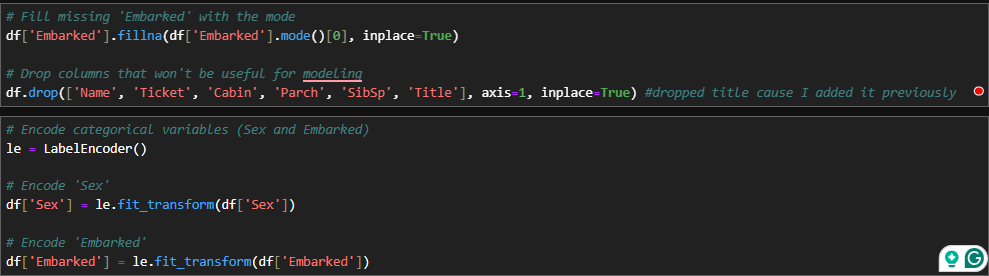 # Fill missing 'Embarked' with the mode
df['Embarked'].fillna(df['Embarked'].mode()[0], inplace=True)
# Drop columns that won't be useful for modeling
df.drop(['Name', 'Ticket', 'Cabin', 'Parch', 'SibSp', 'Title'], axis=1, inplace=True) #dropped title cause I added it previously
# Encode categorical variables (Sex and Embarked)
le = LabelEncoder()
# Encode 'Sex'
df['Sex'] = le.fit_transform(df['Sex'])
# Encode 'Embarked'
df['Embarked'] = le.fit_transform(df['Embarked'])